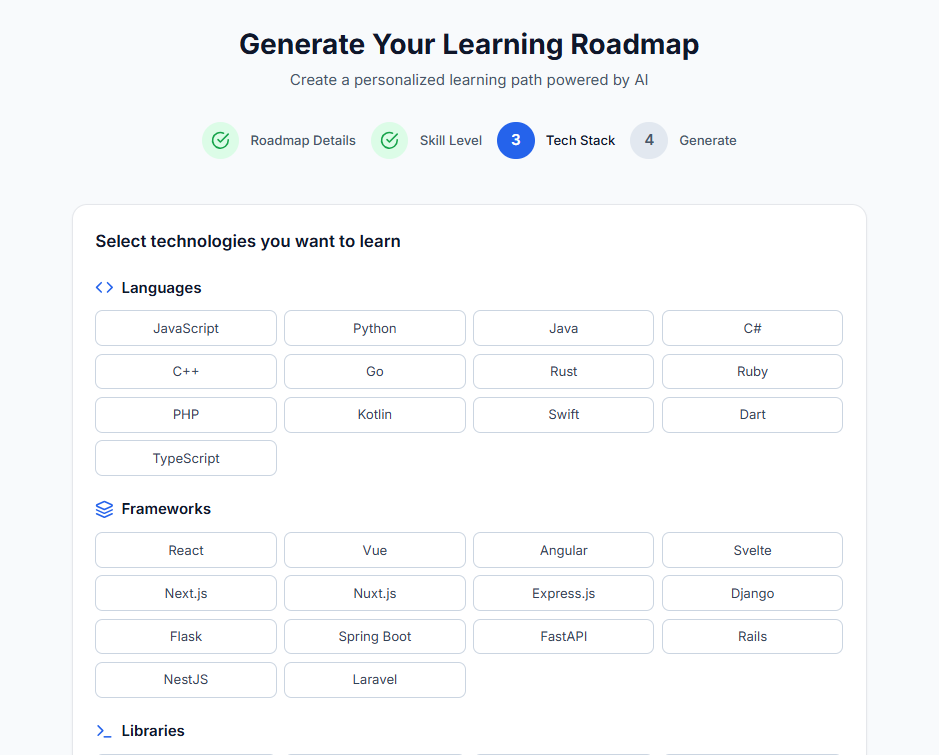 Generate Your Learning Roadmap
Create a personalized learning path powered by AI
Roadmap Details Skill Level 3 Tech Stack 4 Generate
Select technologies you want to learn
Languages
JavaScript Python Java C#
C++ Go Rust Ruby
PHP Kotlin Swift Dart
TypeScript
Frameworks
React Vue Angular Svelte
Next.js Nuxt.js Express.js Django
Flask Spring Boot FastAPI Rails
NestJS Laravel
Libraries